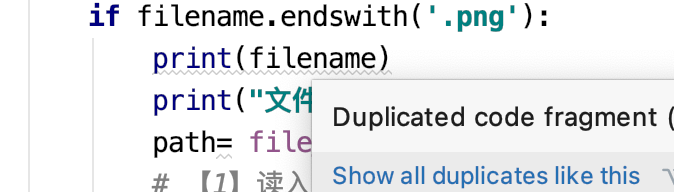 if filename.endswith('.png'):
print(filename)
print("文件
path= file
# 【1】读入
Duplicated code fragment (
Show all duplicates like this ⌥